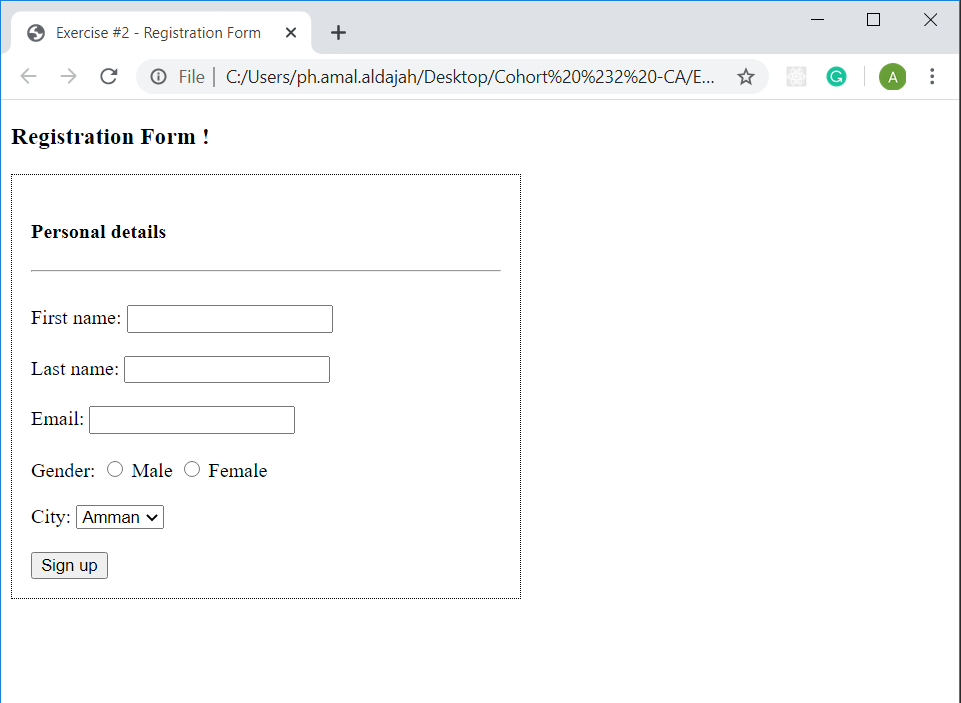 Exercise #2 - Registration Form
File | C:/Users/ph.amal.aldajah/Desktop/Cohort%20%232%20-CA/E... A
Registration Form !
Personal details
First name:
Last name:
Email:
Gender: Male Female
City: Amman
Sign up